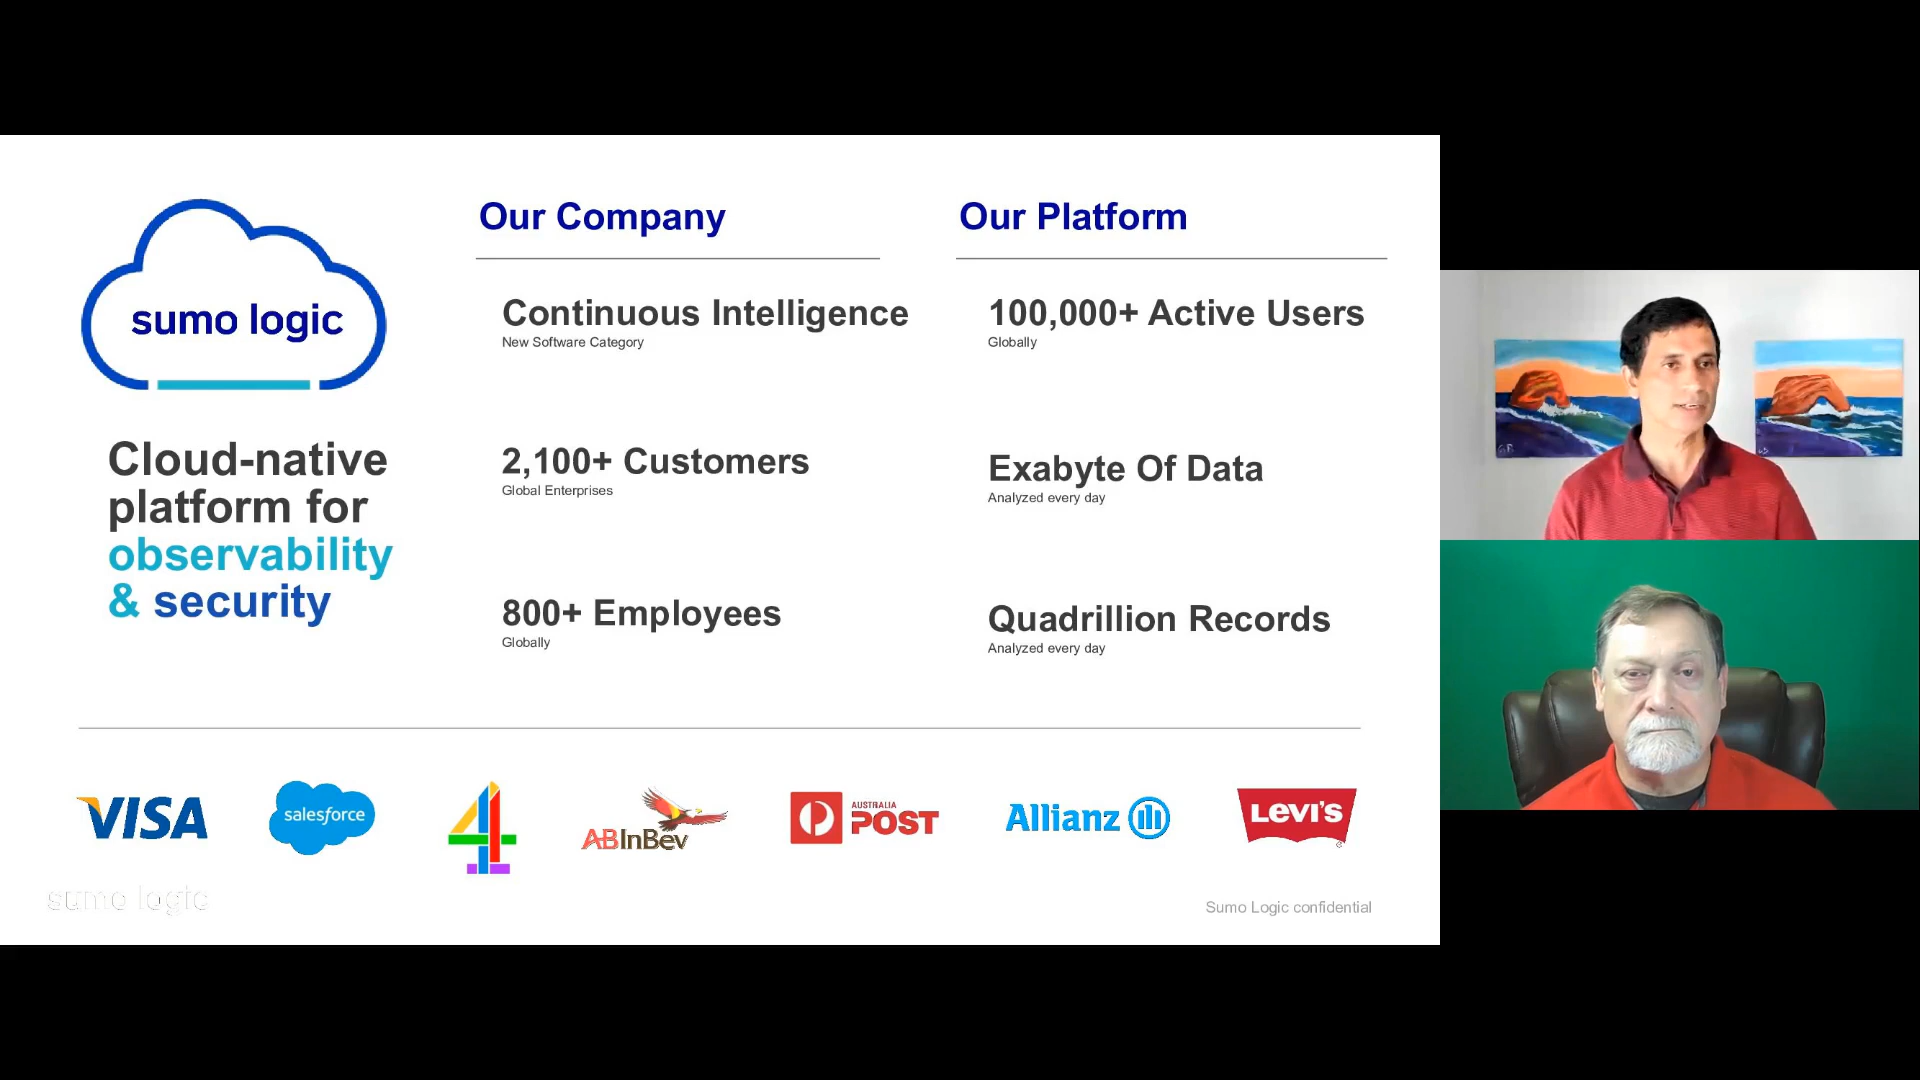 sumo logic
Cloud-native
platform for
observability
& security
Our Company
Continuous Intelligence
New Software Category
2,100+ Customers
Global Enterprises
800+ Employees
Globally
Our Platform
100,000+ Active Users
Globally
Exabyte Of Data
Analyzed every day
Quadrillion Records
Analyzed every day
VISA
salesforce
4
ABInBev
AUSTRALIA
POST
Allianz
LEVI'S
sumo logic
Sumo Logic confidential